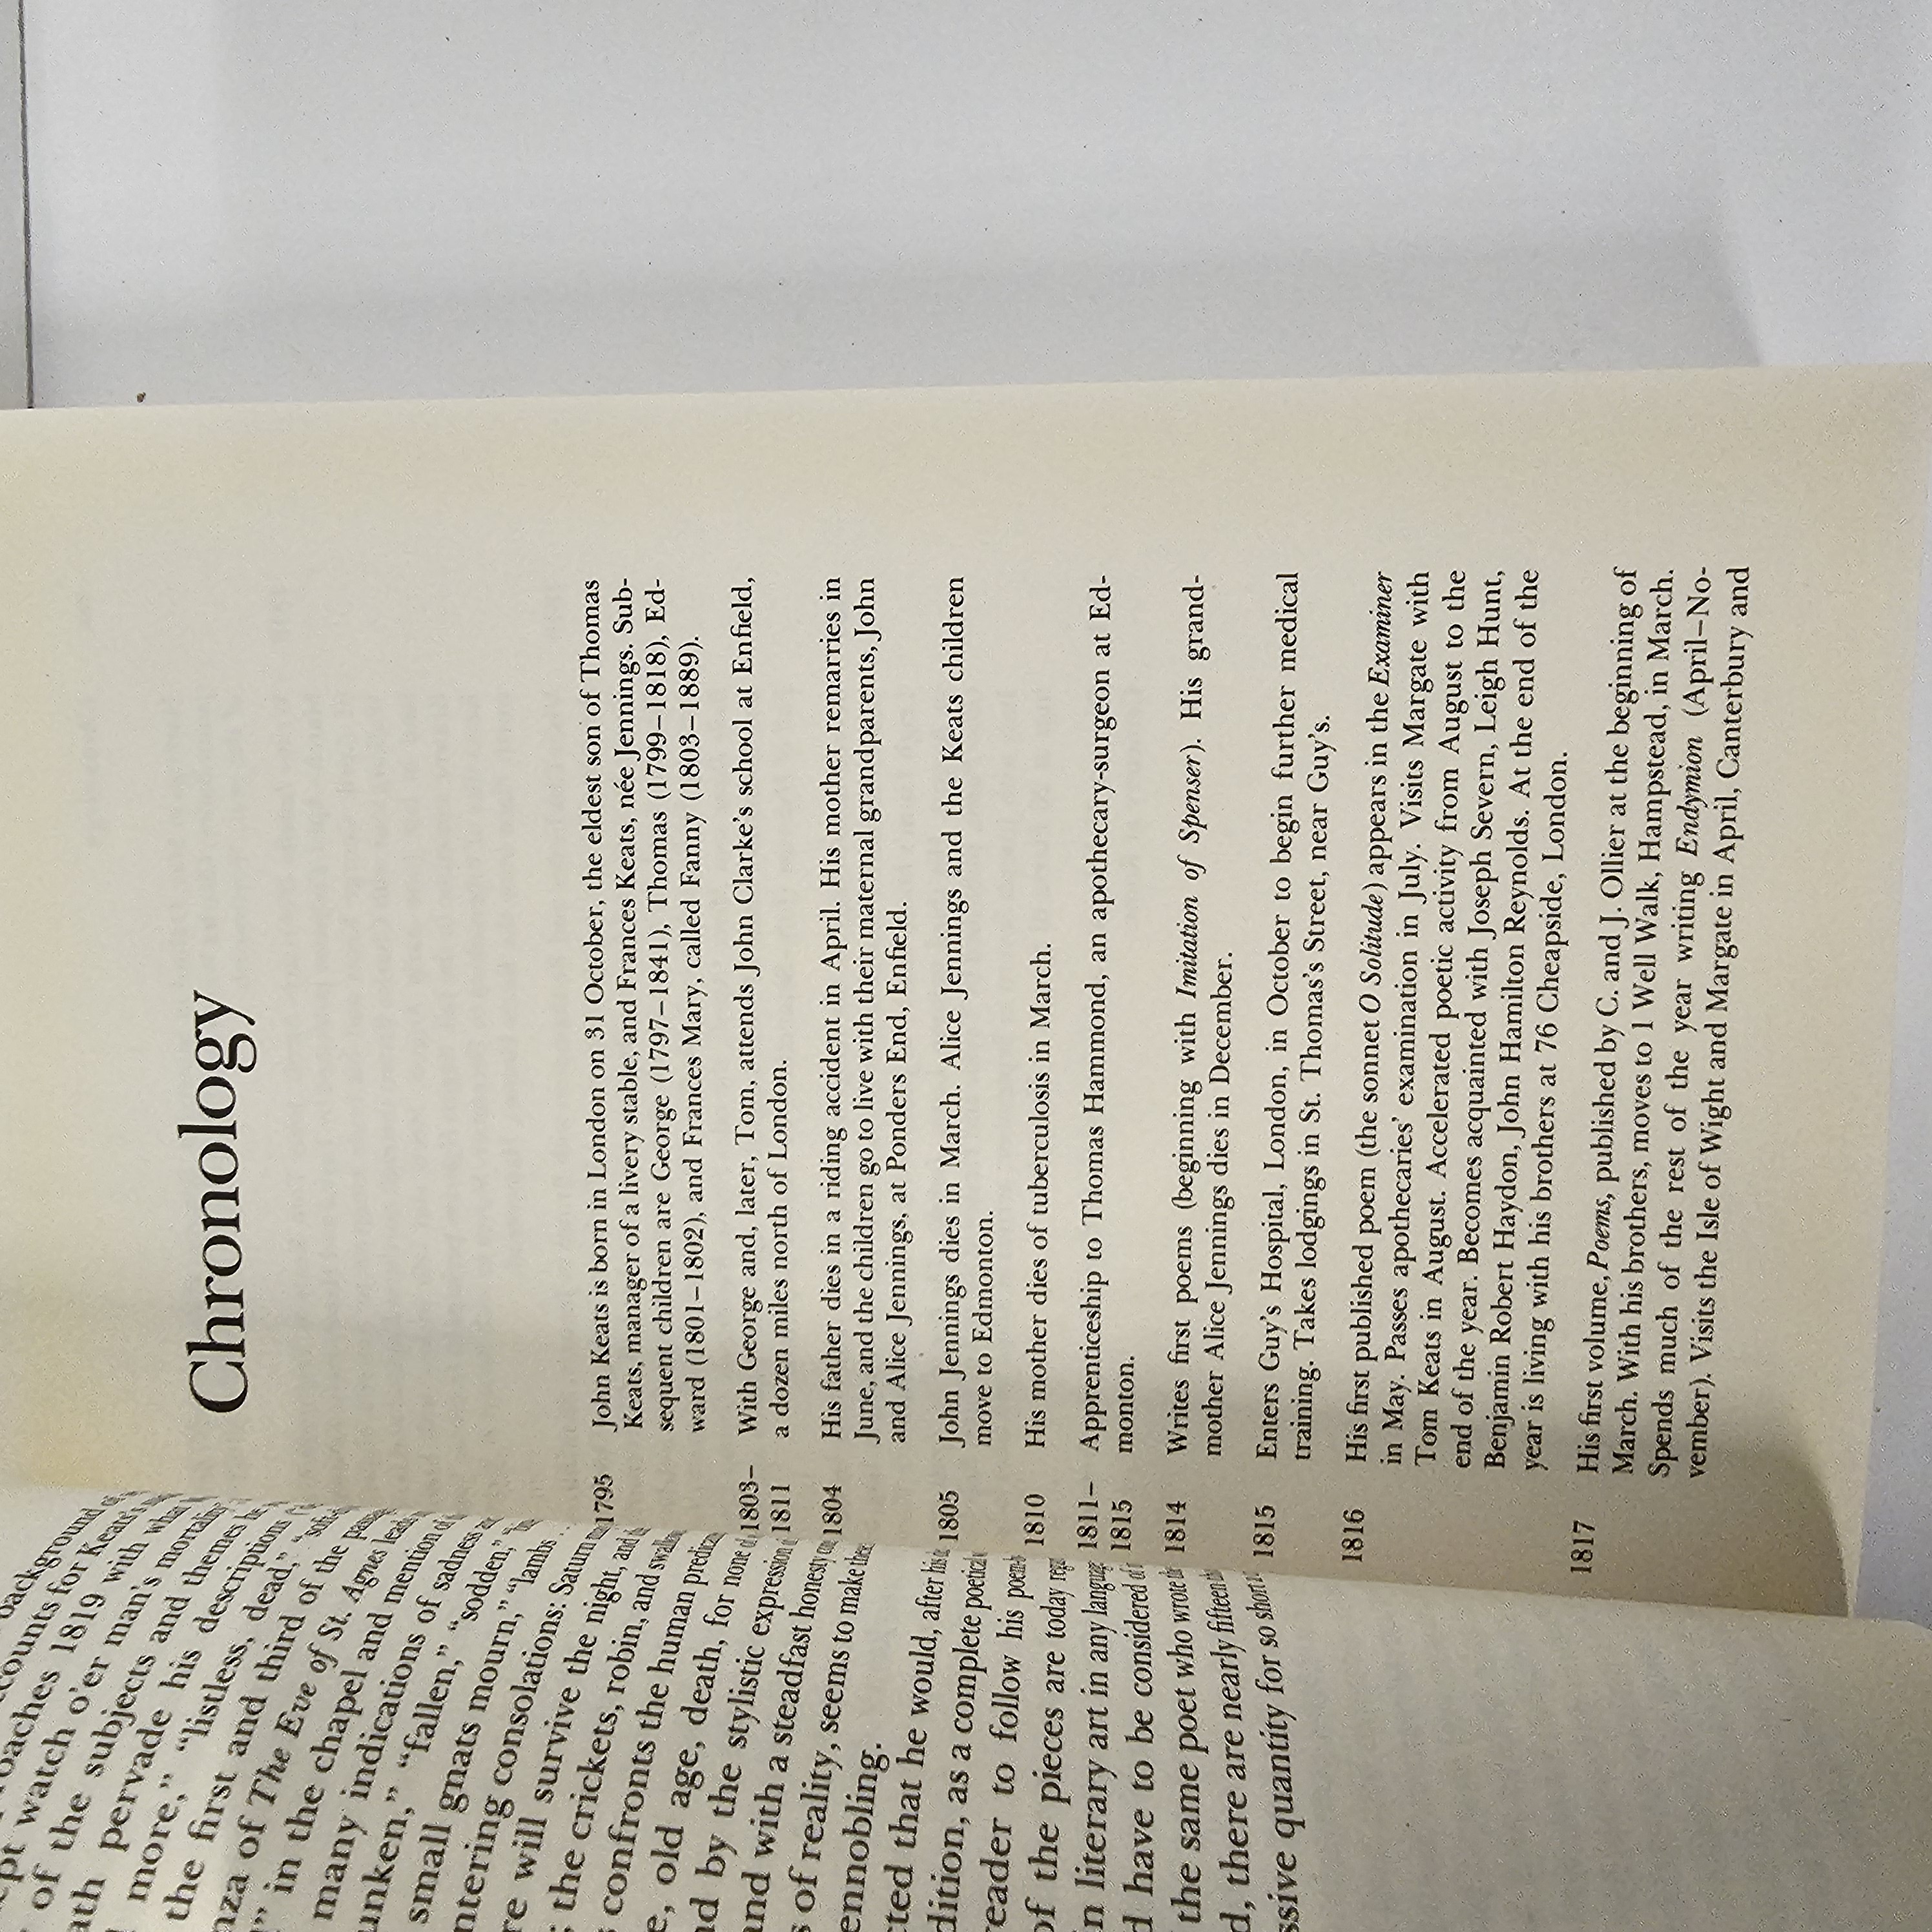 background of
counts for Keats's
roaches 1819 with what
ept watch o'er man's mortality
of the subjects and themes he
ath pervade his descriptions
more," "listless, dead," "soft-
the first and third of the
nza of The Eve of St. Agnes leads
" in the chapel and mention of
many indications of sadness
unken," "fallen," "sodden,"
small gnats mourn," "lambs
ntering consolations: Saturn
re will survive the night, and
; the crickets, robin, and
confronts the human
e, old age, death, for none
nd by the stylistic expression
and with a steadfast honesty
s of reality, seems to make
ennobling.
cted that he would, after his
dition, as a complete poetical
reader to follow his
of the pieces are today
in literary art in any
d have to be considered
the same poet who wrote
d, there are nearly fifteen
ssive quantity for so short
Chronology
1795 John Keats is born in London on 31 October, the eldest son of Thomas
Keats, manager of a livery stable, and Frances Keats, née Jennings. Sub-
sequent children are George (1797–1841), Thomas (1799–1818), Ed-
ward (1801–1802), and Frances Mary, called Fanny (1803–1889).
1803– With George and, later, Tom, attends John Clarke's school at Enfield,
1811 a dozen miles north of London.
1804 His father dies in a riding accident in April. His mother remarries in
June, and the children go to live with their maternal grandparents, John
and Alice Jennings, at Ponders End, Enfield.
1805 John Jennings dies in March. Alice Jennings and the Keats children
move to Edmonton.
1810 His mother dies of tuberculosis in March.
1811– Apprenticeship to Thomas Hammond, an apothecary-surgeon at Ed-
1815 monton.
1814 Writes first poems (beginning with Imitation of Spenser). His grand-
mother Alice Jennings dies in December.
1815 Enters Guy's Hospital, London, in October to begin further medical
training. Takes lodgings in St. Thomas's Street, near Guy's.
1816 His first published poem (the sonnet O Solitude) appears in the Examiner
in May. Passes apothecaries' examination in July. Visits Margate with
Tom Keats in August. Accelerated poetic activity from August to the
end of the year. Becomes acquainted with Joseph Severn, Leigh Hunt,
Benjamin Robert Haydon, John Hamilton Reynolds. At the end of the
year is living with his brothers at 76 Cheapside, London.
1817 His first volume, Poems, published by C. and J. Ollier at the beginning of
March. With his brothers, moves to 1 Well Walk, Hampstead, in March.
Spends much of the rest of the year writing Endymion (April–No-
vember). Visits the Isle of Wight and Margate in April, Canterbury and